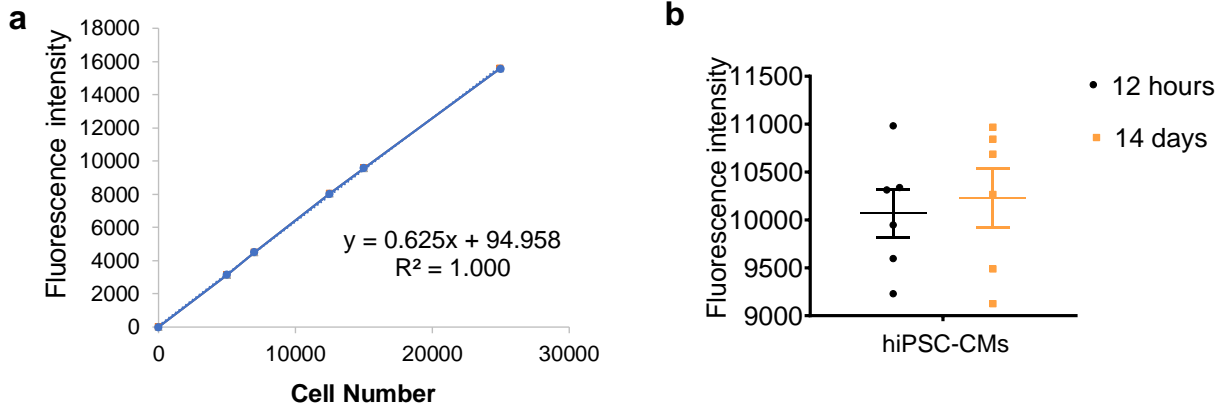 a
Fluorescence intensity
18000
16000
14000
12000
10000
8000
6000
4000
2000
0
0 10000 20000 30000
Cell Number
y = 0.625x + 94.958
R² = 1.000
b
Fluorescence intensity
11500
11000
10500
10000
9500
9000
hiPSC-CMs
12 hours
14 days